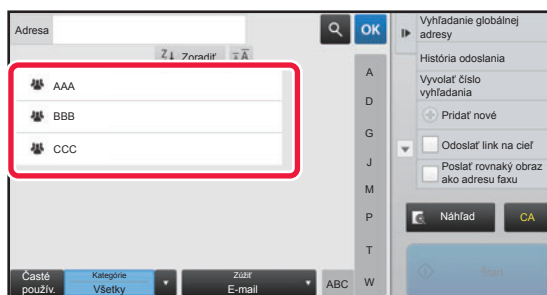 Adresa
OK
Zoradiť
AAA
BBB
CCC
A
D
G
J
M
P
T
W
ABC
Časté
použív.
Kategórie
Všetky
Zúžiť
E-mail
Vyhľadanie globálnej
adresy
História odoslania
Vyvolať číslo
vyhľadania
Pridať nové
Odoslať link na cieľ
Poslať rovnaký obraz
ako adresu faxu
Náhľad
CA
Štart